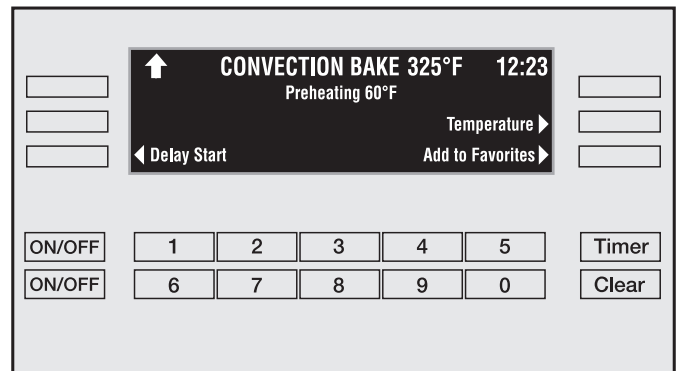 CONVECTION BAKE 325°F 12:23
Preheating 60°F
Temperature
Delay Start Add to Favorites
ON/OFF 1 2 3 4 5 Timer
ON/OFF 6 7 8 9 0 Clear